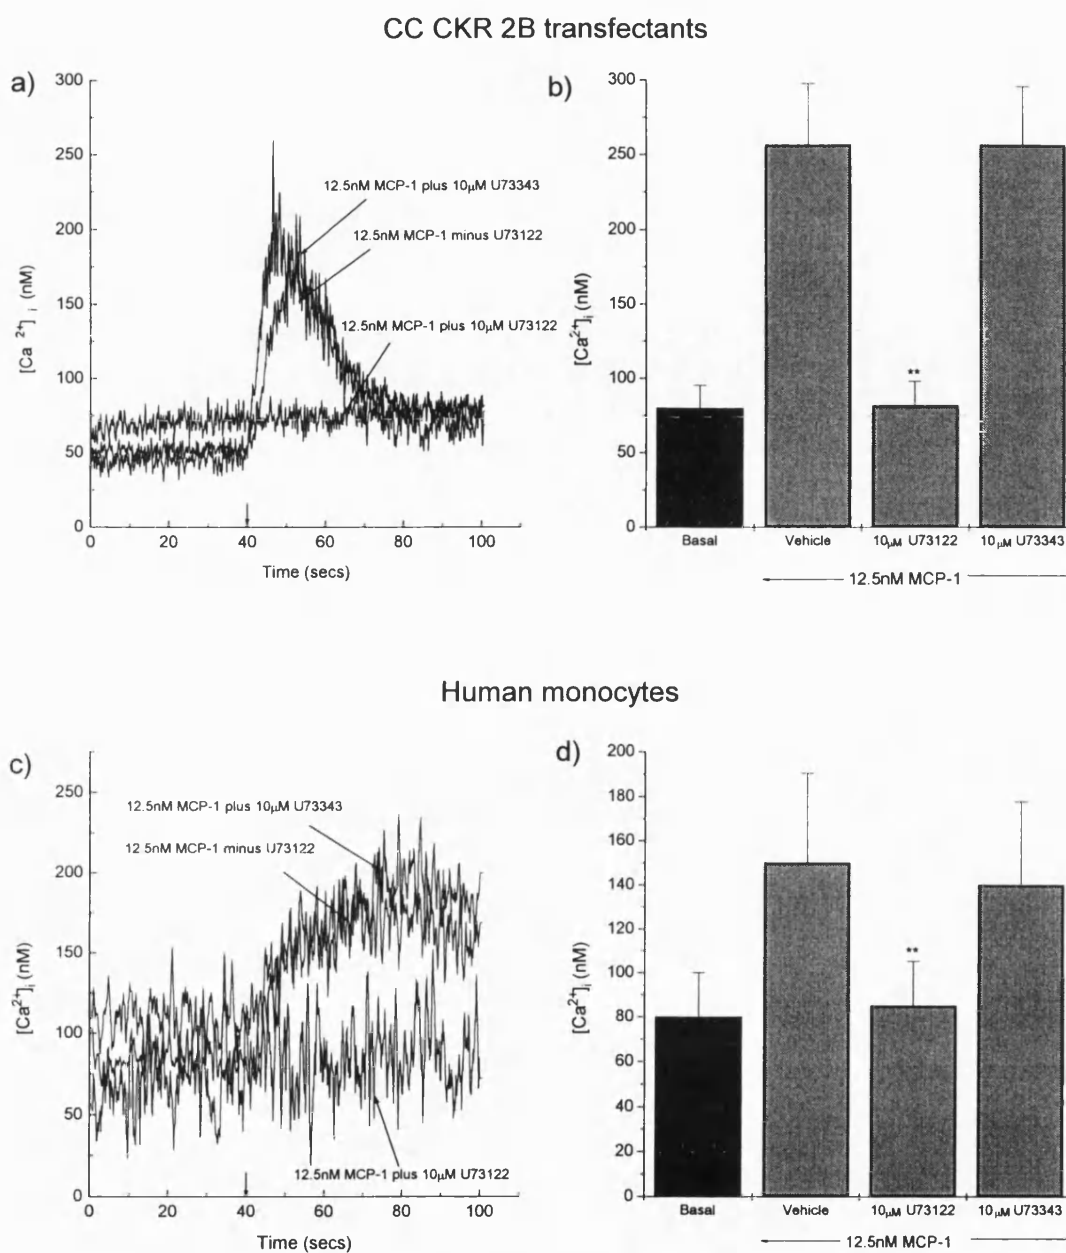 CC CKR 2B transfectants
a)
300
250
200
150
100
50
0
[Ca 2+] i (nM)
12.5nM MCP-1 plus 10μM U73343
12.5nM MCP-1 minus U73122
12.5nM MCP-1 plus 10μM U73122
0 20 40 60 80 100
Time (secs)
b)
300
250
200
150
100
50
0
[Ca2+]i (nM)
**
Basal Vehicle 10μM U73122 10μM U73343
12.5nM MCP-1
Human monocytes
c)
250
200
150
100
50
0
[Ca2+]i (nM)
12.5nM MCP-1 plus 10μM U73343
12 5nM MCP-1 minus U73122
12.5nM MCP-1 plus 10μM U73122
0 20 40 60 80 100
Time (secs)
d)
200
180
160
140
120
100
80
60
40
20
0
[Ca2+]i (nM)
**
Basal Vehicle 10μM U73122 10μM U73343
12.5nM MCP-1